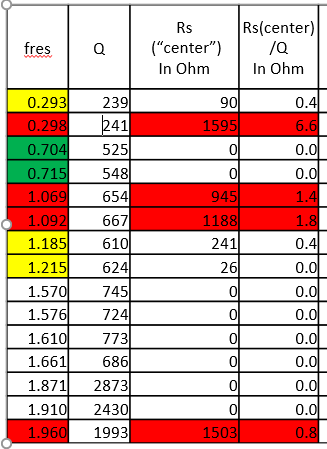 fres Q Rs (“center”) In Ohm Rs(center) /Q In Ohm
0.293 239 90 0.4
0.298 241 1595 6.6
0.704 525 0 0.0
0.715 548 0 0.0
1.069 654 945 1.4
1.092 667 1188 1.8
1.185 610 241 0.4
1.215 624 26 0.0
1.570 745 0 0.0
1.576 724 0 0.0
1.610 773 0 0.0
1.661 686 0 0.0
1.871 2873 0 0.0
1.910 2430 0 0.0
1.960 1993 1503 0.8